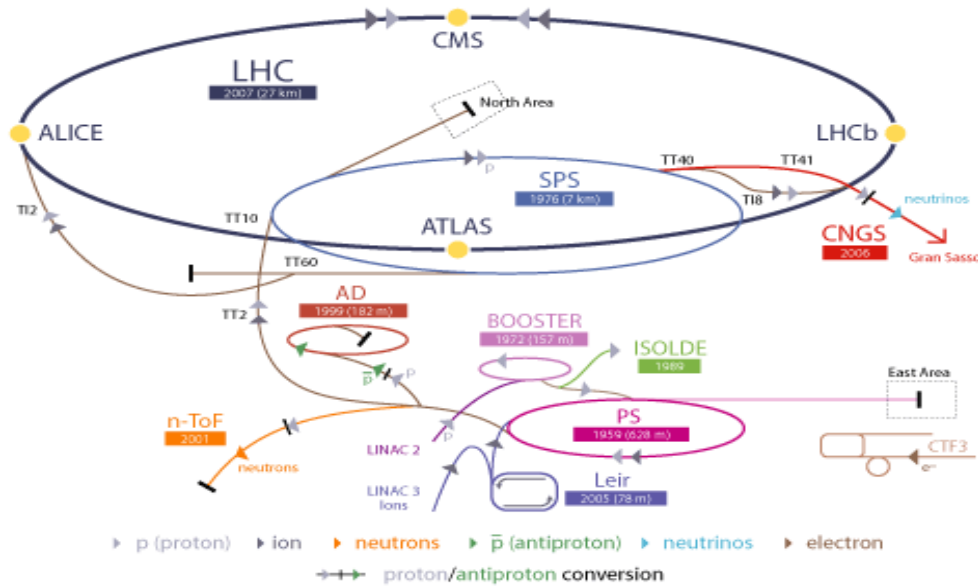 CMS
LHC
2007 (27 km)
North Area
ALICE
LHCb
TT40
TT41
p
SPS
1976 (7 km)
TI8
neutrinos
TI2
TT10
ATLAS
CNGS
2006
Gran Sasso
TT60
AD
1999 (182 m)
TT2
BOOSTER
1972 (157 m)
ISOLDE
1989
p
p̅
East Area
n-ToF
2001
LINAC 2
p
PS
1959 (628 m)
neutrons
CTF3
e-
LINAC 3
Ions
Leir
2005 (78 m)
p (proton)
ion
neutrons
p̅ (antiproton)
neutrinos
electron
proton/antiproton conversion